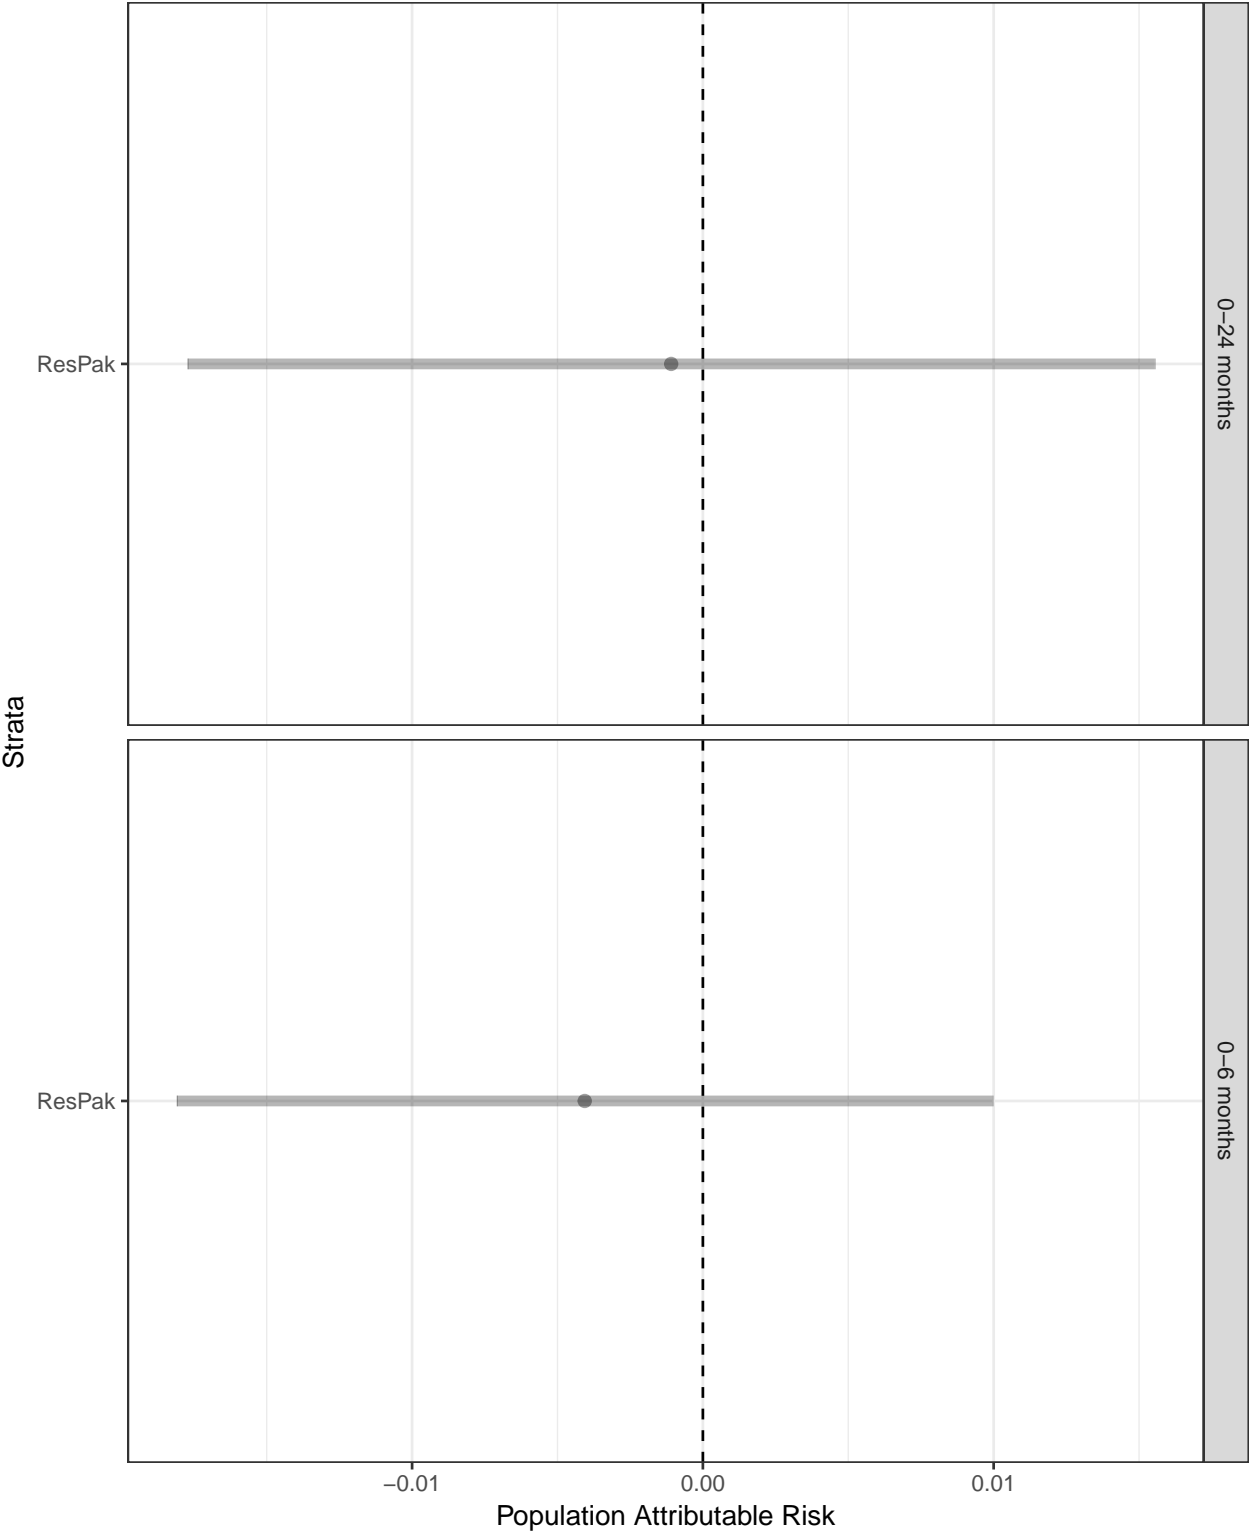 Strata
ResPak
0−24 months
ResPak
0−6 months
−0.01
0.00
0.01
Population Attributable Risk